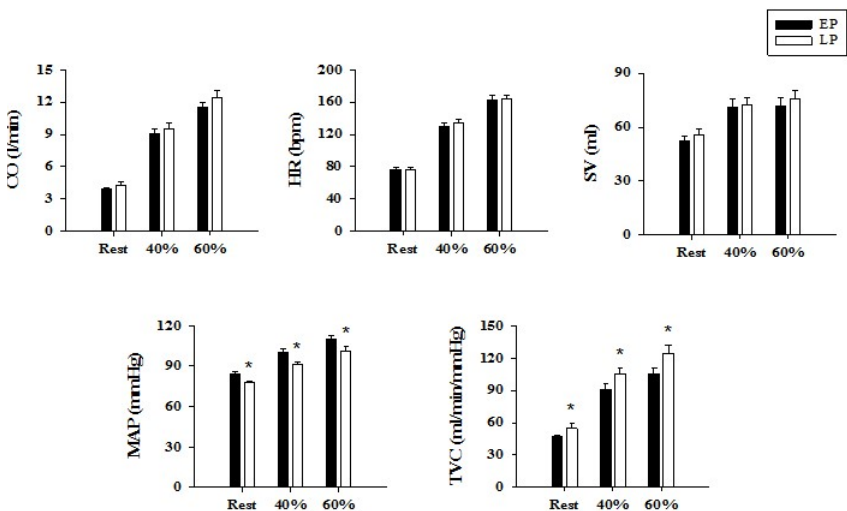 EP
LP
CO (l/min)
15
12
9
6
3
0
Rest 40% 60%
HR (bpm)
200
160
120
80
40
0
Rest 40% 60%
SV (ml)
90
60
30
0
Rest 40% 60%
MAP (mmHg)
120
90
60
30
0
* * *
Rest 40% 60%
TVC (ml/min/mmHg)
150
120
90
60
30
0
* * *
Rest 40% 60%